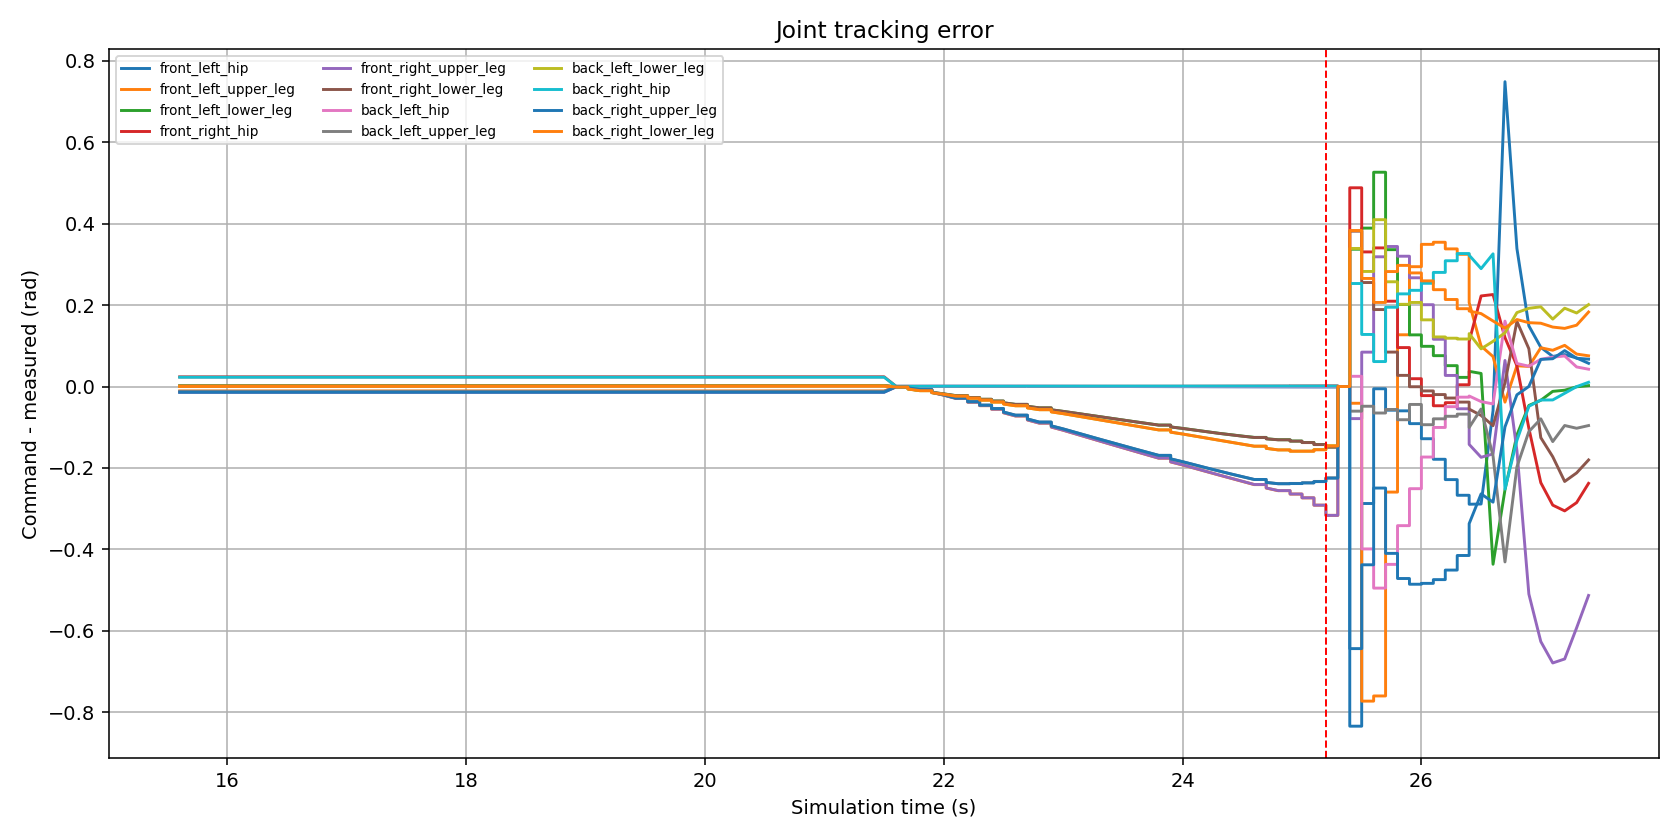 Joint tracking error
front_left_hip
front_left_upper_leg
front_left_lower_leg
front_right_hip
front_right_upper_leg
front_right_lower_leg
back_left_hip
back_left_upper_leg
back_left_lower_leg
back_right_hip
back_right_upper_leg
back_right_lower_leg
Command - measured (rad)
0.8
0.6
0.4
0.2
0.0
−0.2
−0.4
−0.6
−0.8
16 18 20 22 24 26
Simulation time (s)